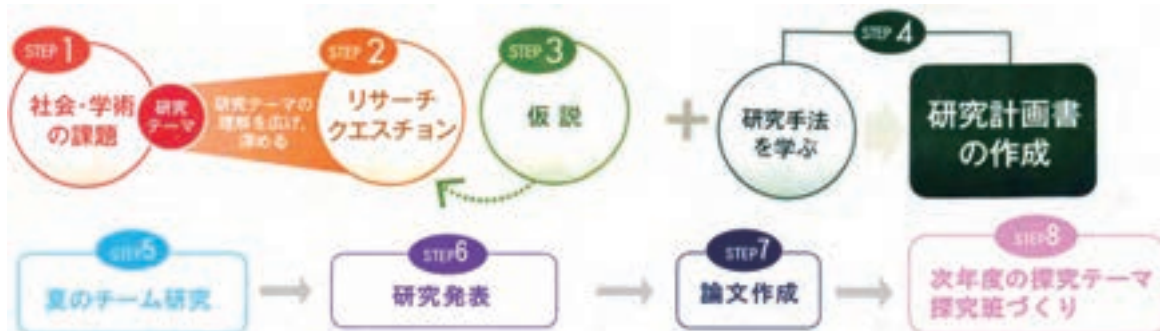 STEP 1
社会・学術
の課題
研究
テーマ
研究テーマの
理解を広げ、
深める
STEP 2
リサーチ
クエスチョン
STEP 3
仮説
+
STEP 4
研究手法
を学ぶ
研究計画書
の作成
STEP5
夏のチーム研究
STEP6
研究発表
STEP7
論文作成
STEP8
次年度の探究テーマ
探究班づくり